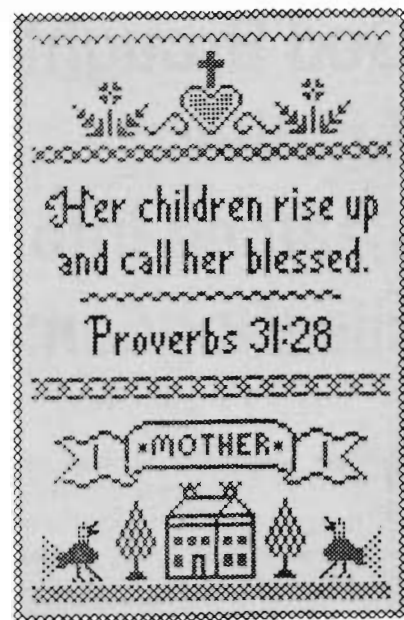 Her children rise up
and call her blessed.
Proverbs 31:28
*MOTHER*